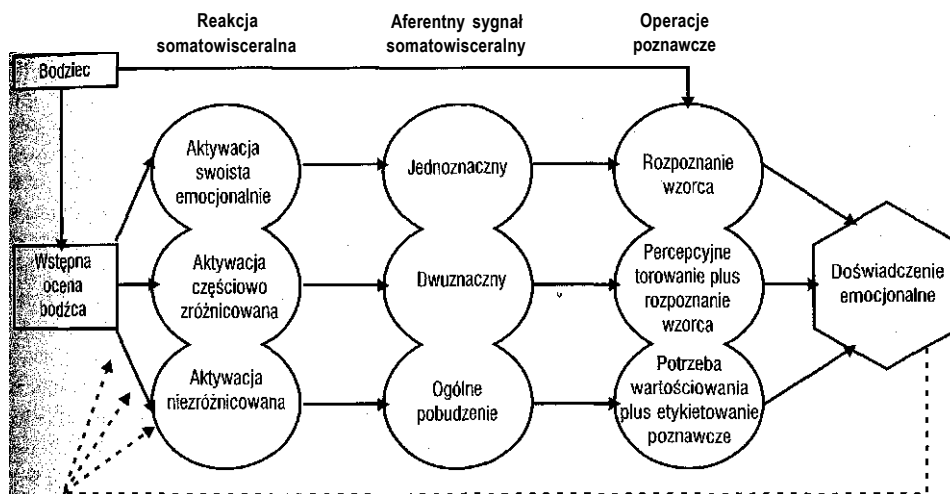 Reakcja
somatowisceralna
Aferentny sygnał
somatowisceralny
Operacje
poznawcze
Bodziec
Aktywacja
swoista
emocjonalnie
Jednoznaczny
Rozpoznanie
wzorca
Wstępna
ocena
bodźca
Aktywacja
częściowo
zróżnicowana
Dwuznaczny
Percepcyjne
torowanie plus
rozpoznanie
wzorca
Doświadczenie
emocjonalne
Aktywacja
niezróżnicowana
Ogólne
pobudzenie
Potrzeba
wartościowania
plus etykietowanie
poznawcze